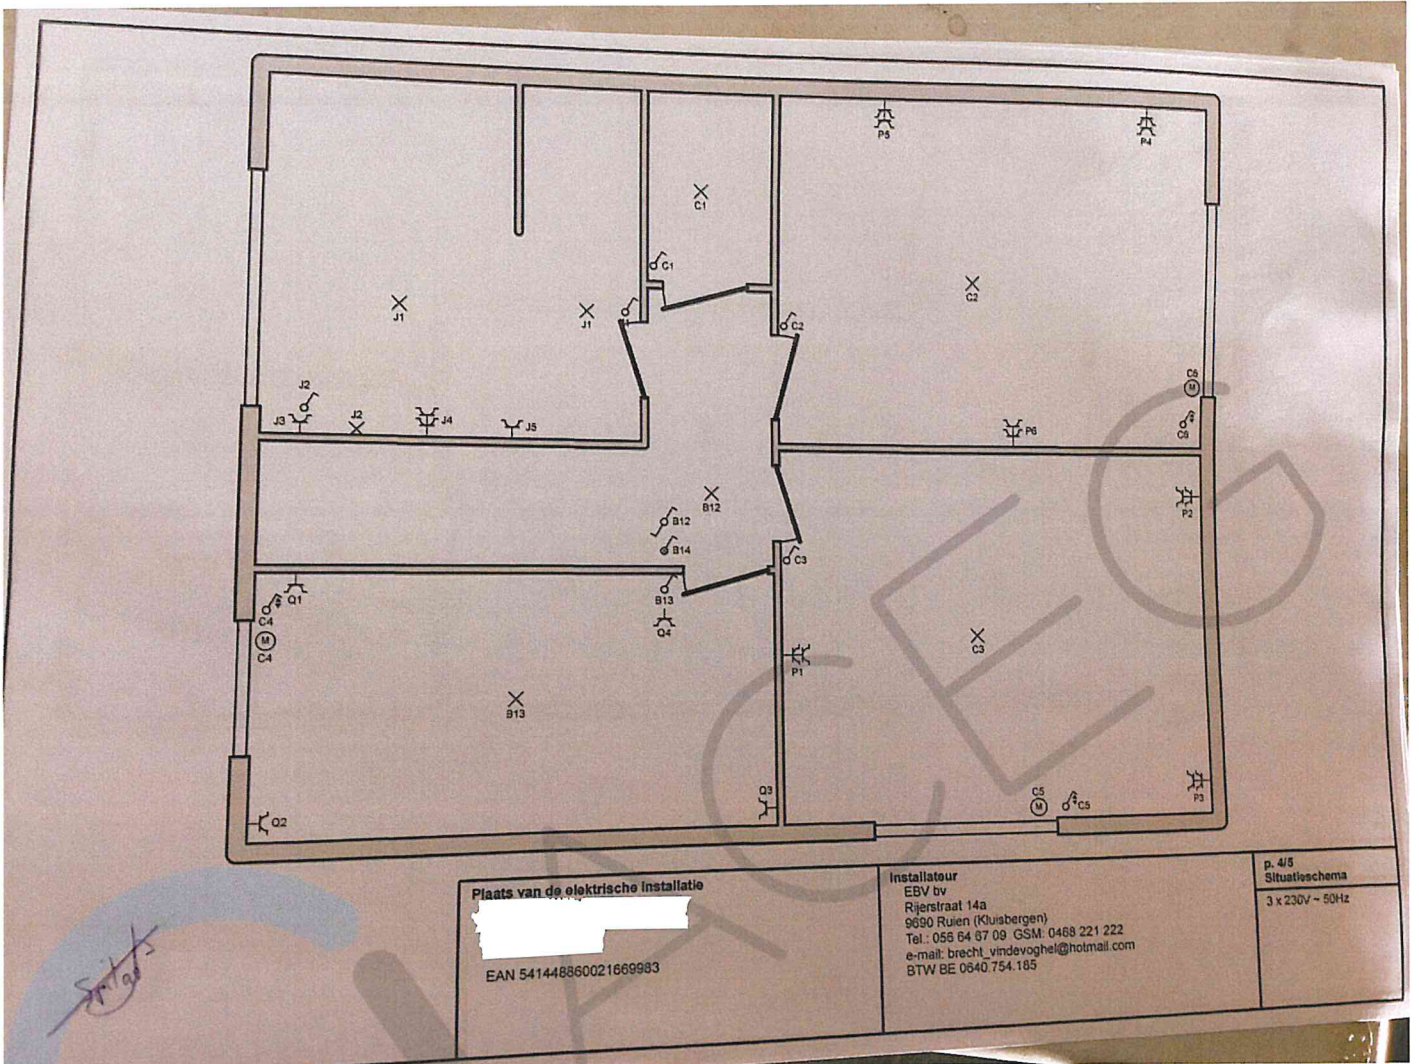 P5
P4
C1
C1
C2
J1
J1
C2
C6
M
J2
J3
J2
J4
J5
P6
C6
B12
P2
B12
B14
C3
Q1
B13
C4
Q4
M
C4
C3
P1
B13
C5
M
C5
P3
Q3
Q2
Plaats van de elektrische installatie
EAN 541448860021669983
Installateur
EBV bv
Rijerstraat 14a
9690 Ruien (Kluisbergen)
Tel.: 056 64 67 09 GSM: 0468 221 222
e-mail: brecht_vindevoghel@hotmail.com
BTW BE 0640.754.185
p. 4/5
Situatieschema
3 x 230V ~ 50Hz
ACEG